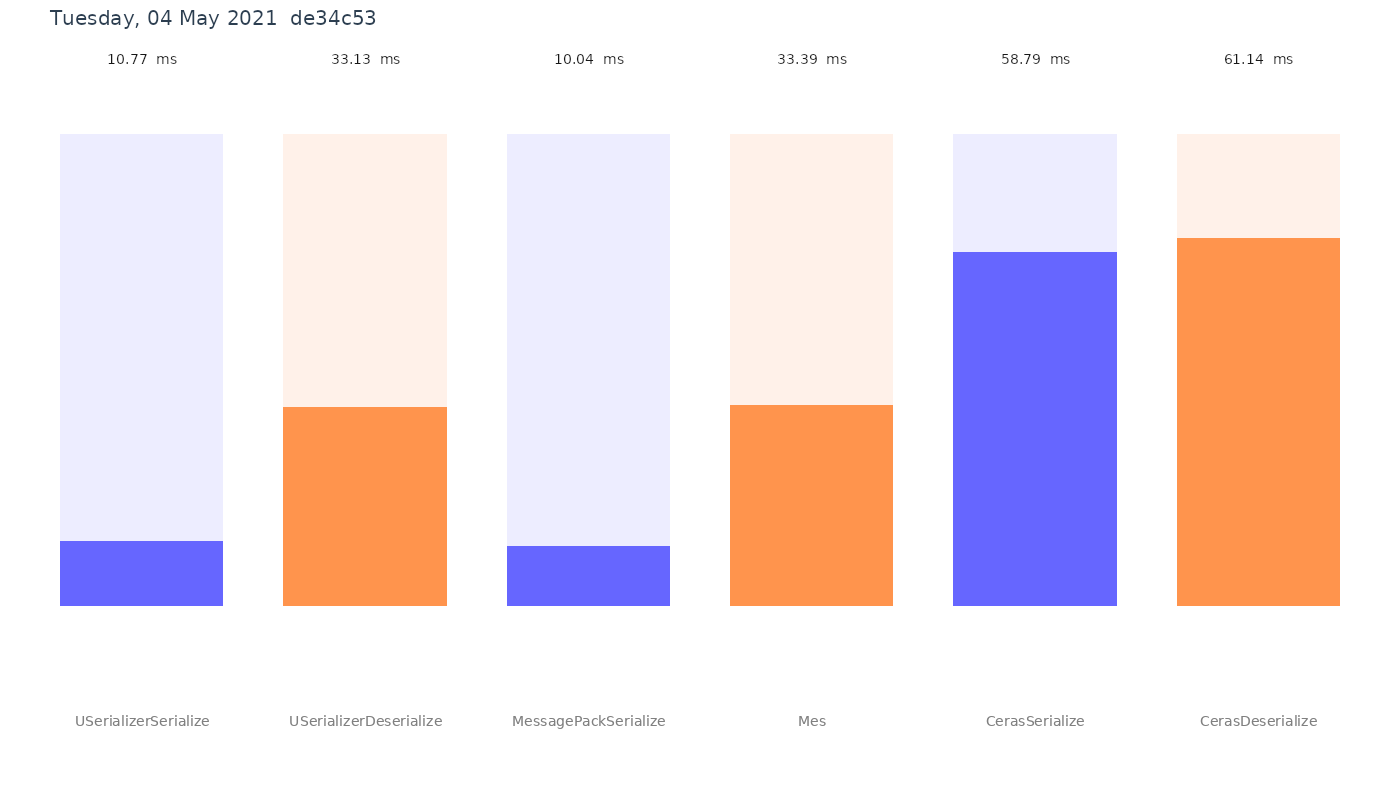 Tuesday, 04 May 2021 de34c53
10.77 ms 33.13 ms 10.04 ms 33.39 ms 58.79 ms 61.14 ms
USerializerSerialize USerializerDeserialize MessagePackSerialize Mes CerasSerialize CerasDeserialize